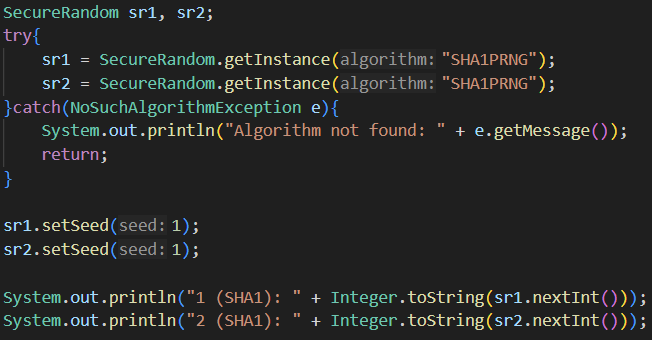 SecureRandom sr1, sr2;
try{
    sr1 = SecureRandom.getInstance(algorithm: "SHA1PRNG");
    sr2 = SecureRandom.getInstance(algorithm: "SHA1PRNG");
}catch(NoSuchAlgorithmException e){
    System.out.println("Algorithm not found: " + e.getMessage());
    return;
}
sr1.setSeed(seed: 1);
sr2.setSeed(seed: 1);
System.out.println("1 (SHA1): " + Integer.toString(sr1.nextInt()));
System.out.println("2 (SHA1): " + Integer.toString(sr2.nextInt()));